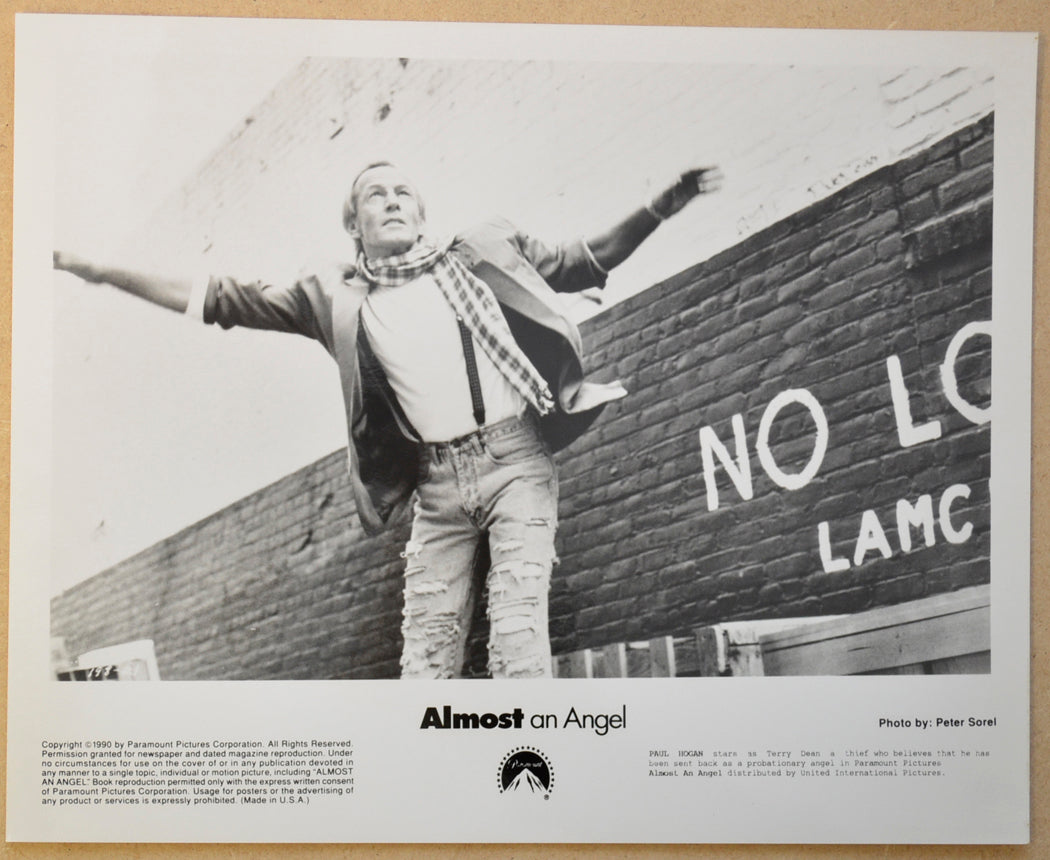 NO LO
LAMC
193
Almost an Angel
Photo by: Peter Sorel
Copyright ©1990 by Paramount Pictures Corporation. All Rights Reserved.
Permission granted for newspaper and dated magazine reproduction. Under
no circumstances for use on the cover of or in any publication devoted in
any manner to a single topic, individual or motion picture, including "ALMOST
AN ANGEL" Book reproduction permitted only with the express written consent
of Paramount Pictures Corporation. Usage for posters or the advertising of
any product or services is expressly prohibited. (Made in U.S.A.)
Paramount
®
PAUL HOGAN stars as Terry Dean a thief who believes that he has
been sent back as a probationary angel in Paramount Pictures
Almost An Angel distributed by United International Pictures.